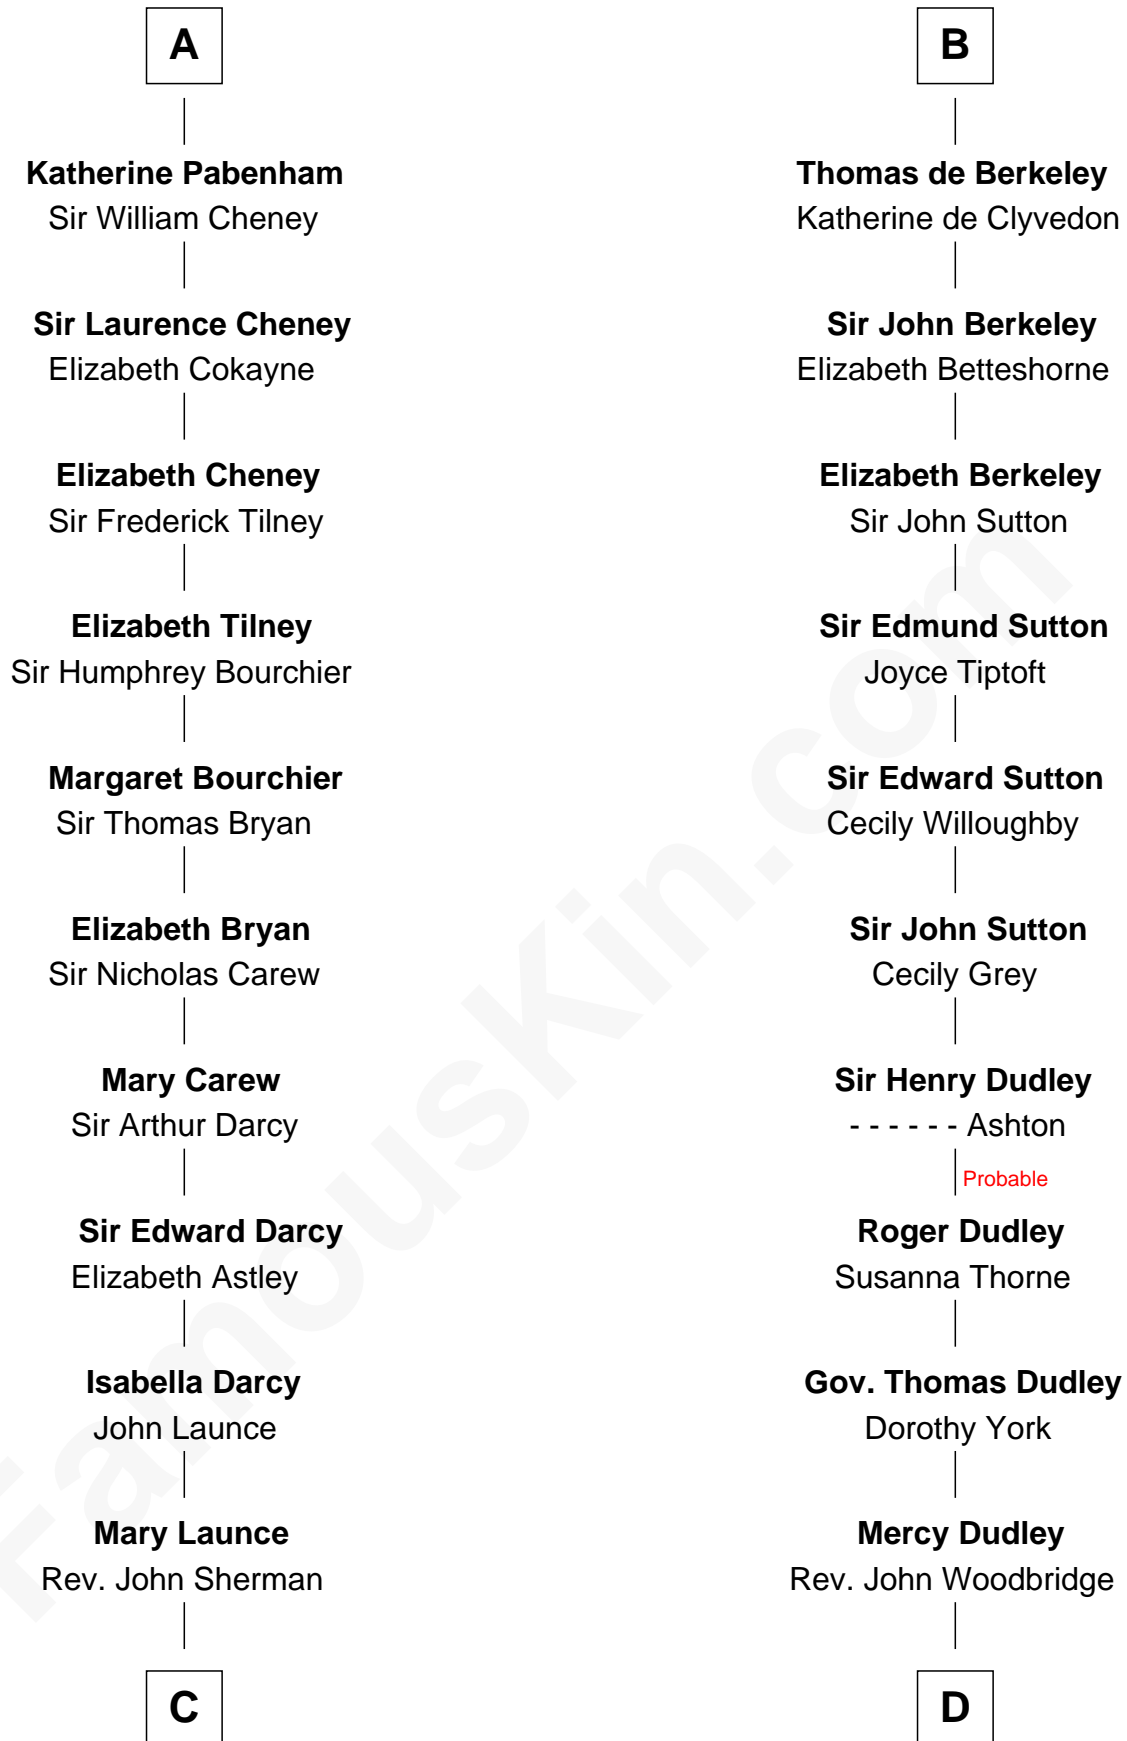 A
Katherine Pabenham
Sir William Cheney
Sir Laurence Cheney
Elizabeth Cokayne
Elizabeth Cheney
Sir Frederick Tilney
Elizabeth Tilney
Sir Humphrey Bourchier
Margaret Bourchier
Sir Thomas Bryan
Elizabeth Bryan
Sir Nicholas Carew
Mary Carew
Sir Arthur Darcy
Sir Edward Darcy
Elizabeth Astley
Isabella Darcy
John Launce
Mary Launce
Rev. John Sherman
C
B
Thomas de Berkeley
Katherine de Clyvedon
Sir John Berkeley
Elizabeth Betteshorne
Elizabeth Berkeley
Sir John Sutton
Sir Edmund Sutton
Joyce Tiptoft
Sir Edward Sutton
Cecily Willoughby
Sir John Sutton
Cecily Grey
Sir Henry Dudley
- - - - - - Ashton
Probable
Roger Dudley
Susanna Thorne
Gov. Thomas Dudley
Dorothy York
Mercy Dudley
Rev. John Woodbridge
D
FamousKin.com